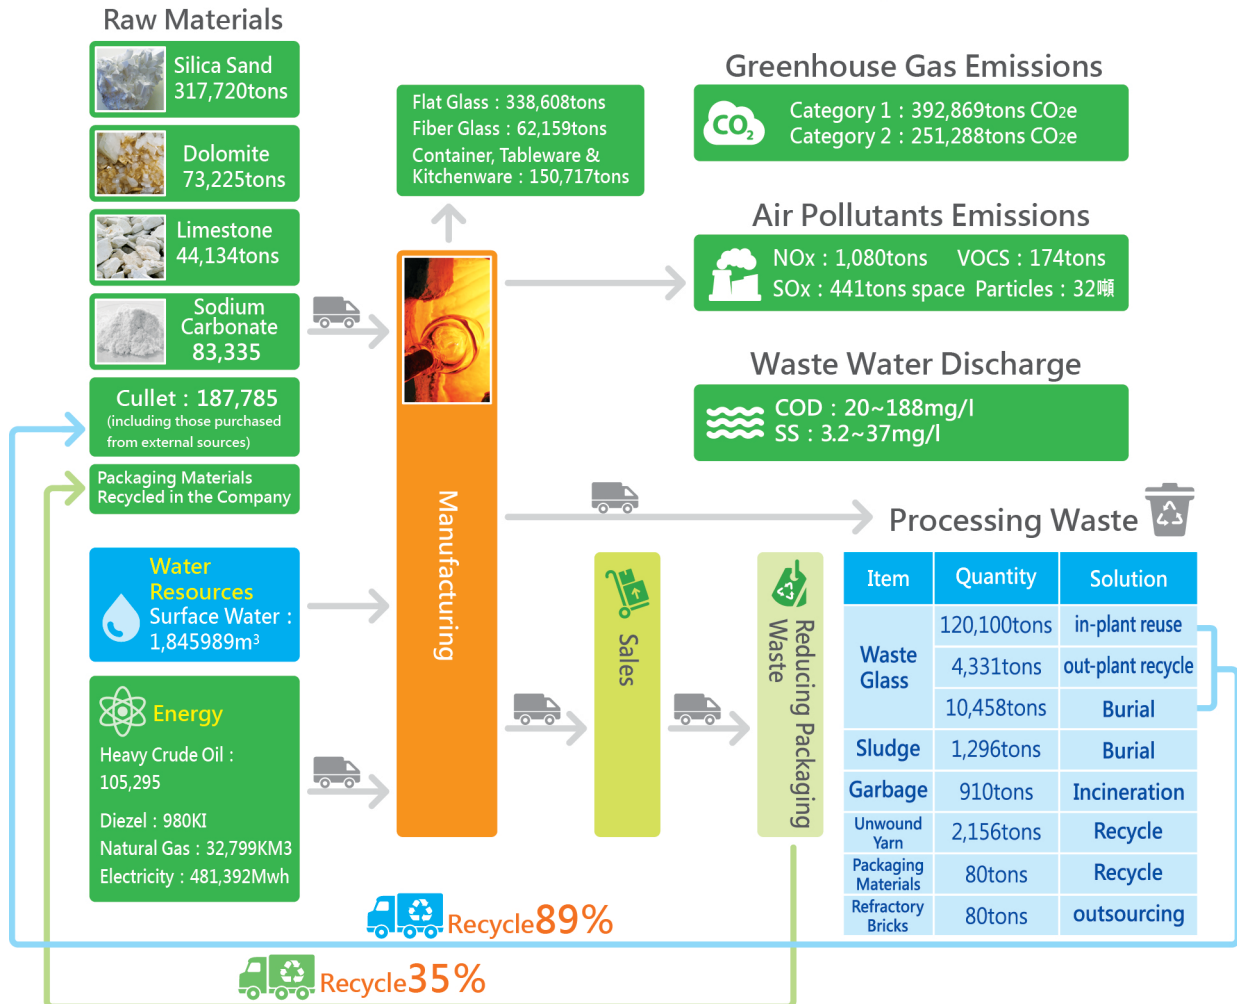 Raw Materials
Silica Sand
317,720tons
Dolomite
73,225tons
Limestone
44,134tons
Sodium
Carbonate
83,335
Cullet：187,785
(including those purchased
from external sources)
Packaging Materials
Recycled in the Company
Water
Resources
Surface Water：
1,845989m³
Energy
Heavy Crude Oil：
105,295
Diezel：980KI
Natural Gas：32,799KM3
Electricity：481,392Mwh
Flat Glass：338,608tons
Fiber Glass：62,159tons
Container, Tableware &
Kitchenware：150,717tons
Manufacturing
Greenhouse Gas Emissions
CO₂
Category 1：392,869tons CO₂e
Category 2：251,288tons CO₂e
Air Pollutants Emissions
NOx：1,080tons VOCS：174tons
SOx：441tons space Particles：32噸
Waste Water Discharge
COD：20~188mg/l
SS：3.2~37mg/l
Processing Waste
Sales
Reducing Packaging
Waste
Item Quantity Solution
Waste
Glass
120,100tons in-plant reuse
4,331tons out-plant recycle
10,458tons Burial
Sludge 1,296tons Burial
Garbage 910tons Incineration
Unwound
Yarn
2,156tons Recycle
Packaging
Materials
80tons Recycle
Refractory
Bricks
80tons outsourcing
Recycle89%
Recycle35%